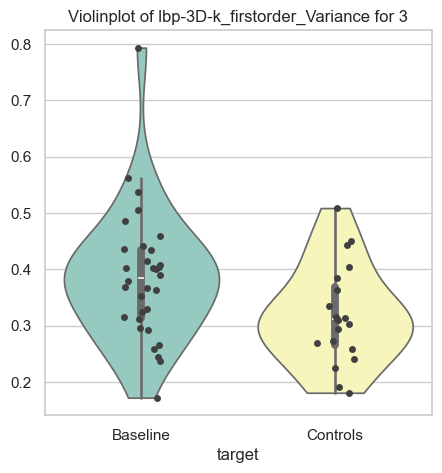 Violinplot of lbp-3D-k_firstorder_Variance for 3
0.8
0.7
0.6
0.5
0.4
0.3
0.2
Baseline
Controls
target